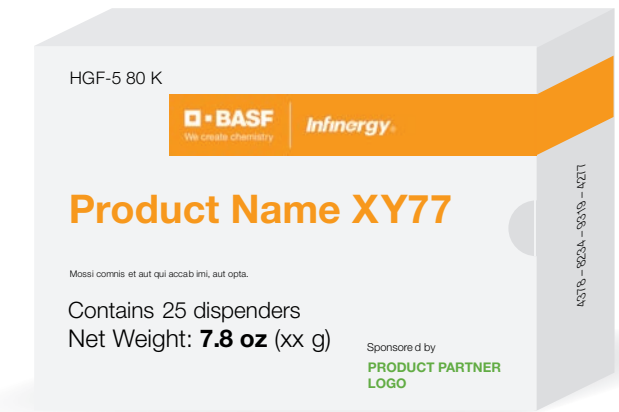 HGF-5 80 K
BASF
We create chemistry
Infinergy®
Product Name XY77
Mossi comnis et aut qui accab imi, aut opta.
Contains 25 dispenders
Net Weight: 7.8 oz (xx g)
Sponsored by
PRODUCT PARTNER
LOGO
4378 – 8234 – 9319 – 4277